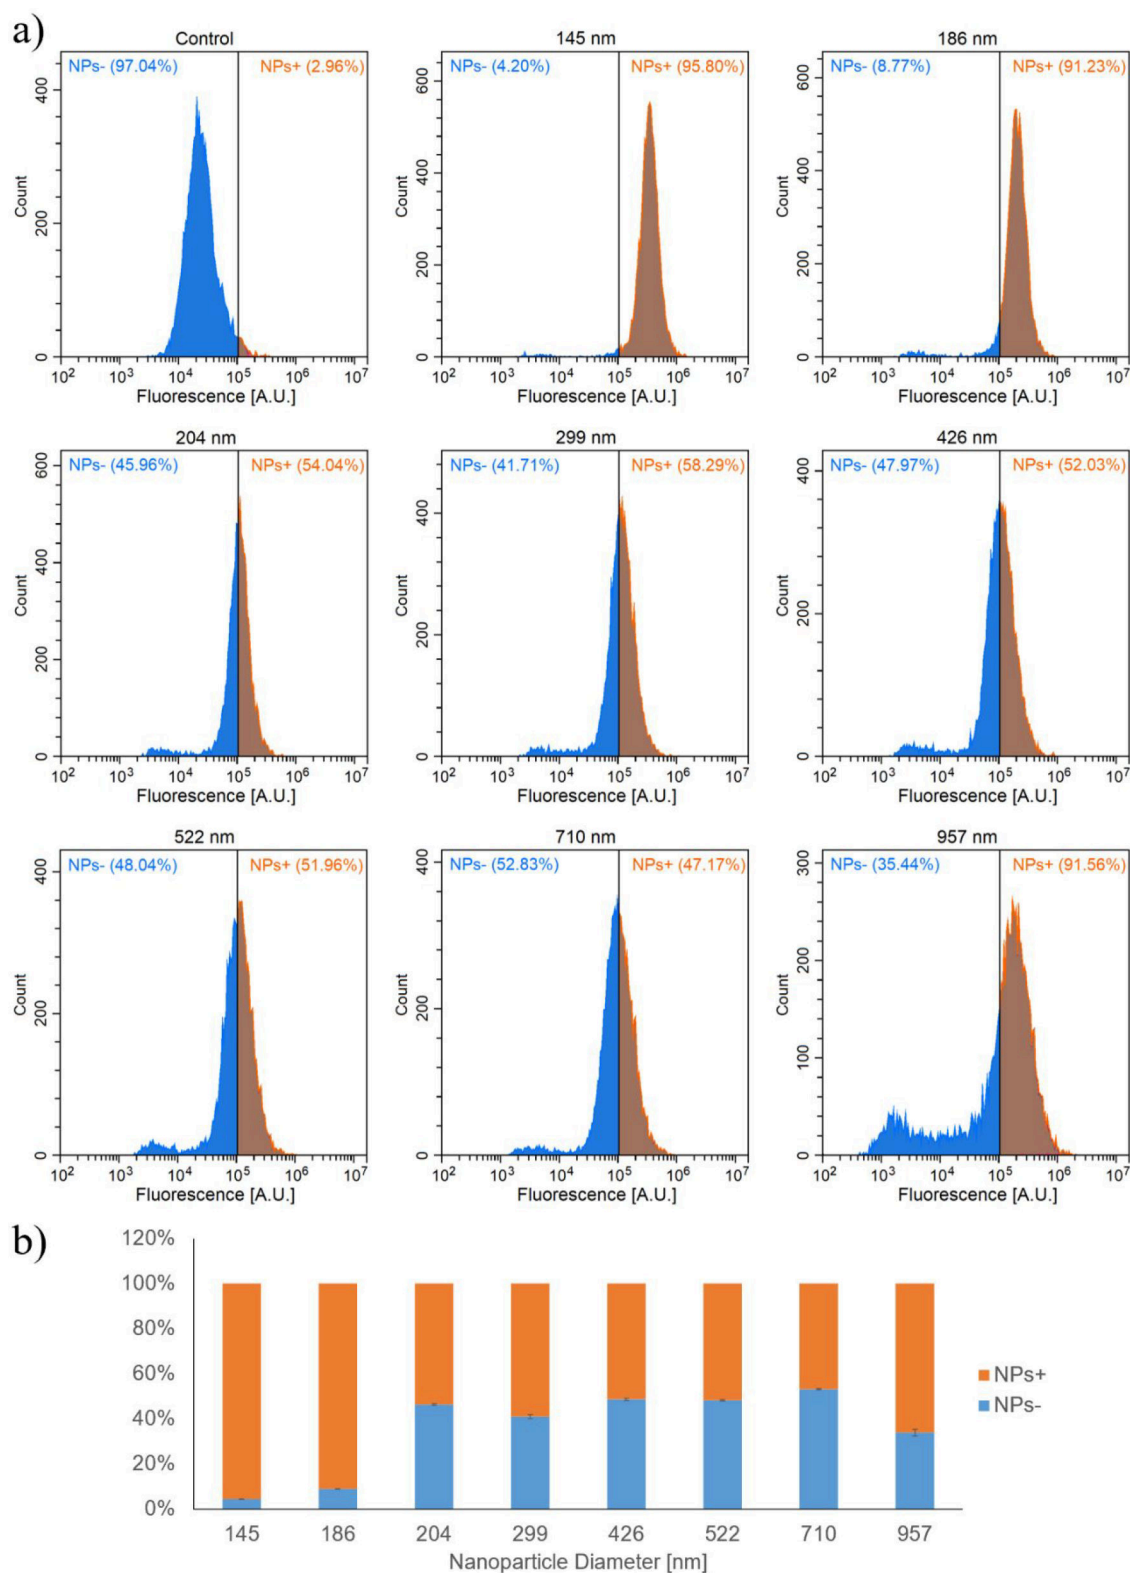 a)
Control
NPs- (97.04%) NPs+ (2.96%)
400
200
0
Count
10² 10³ 10⁴ 10⁵ 10⁶ 10⁷
Fluorescence [A.U.]
145 nm
NPs- (4.20%) NPs+ (95.80%)
600
400
200
0
Count
10² 10³ 10⁴ 10⁵ 10⁶ 10⁷
Fluorescence [A.U.]
186 nm
NPs- (8.77%) NPs+ (91.23%)
600
400
200
0
Count
10² 10³ 10⁴ 10⁵ 10⁶ 10⁷
Fluorescence [A.U.]
204 nm
NPs- (45.96%) NPs+ (54.04%)
600
400
200
0
Count
10² 10³ 10⁴ 10⁵ 10⁶ 10⁷
Fluorescence [A.U.]
299 nm
NPs- (41.71%) NPs+ (58.29%)
400
200
0
Count
10² 10³ 10⁴ 10⁵ 10⁶ 10⁷
Fluorescence [A.U.]
426 nm
NPs- (47.97%) NPs+ (52.03%)
400
200
0
Count
10² 10³ 10⁴ 10⁵ 10⁶ 10⁷
Fluorescence [A.U.]
522 nm
NPs- (48.04%) NPs+ (51.96%)
400
200
0
Count
10² 10³ 10⁴ 10⁵ 10⁶ 10⁷
Fluorescence [A.U.]
710 nm
NPs- (52.83%) NPs+ (47.17%)
400
200
0
Count
10² 10³ 10⁴ 10⁵ 10⁶ 10⁷
Fluorescence [A.U.]
957 nm
NPs- (35.44%) NPs+ (91.56%)
300
200
100
0
Count
10² 10³ 10⁴ 10⁵ 10⁶ 10⁷
Fluorescence [A.U.]
b)
120%
100%
80%
60%
40%
20%
0%
NPs+
NPs-
145 186 204 299 426 522 710 957
Nanoparticle Diameter [nm]